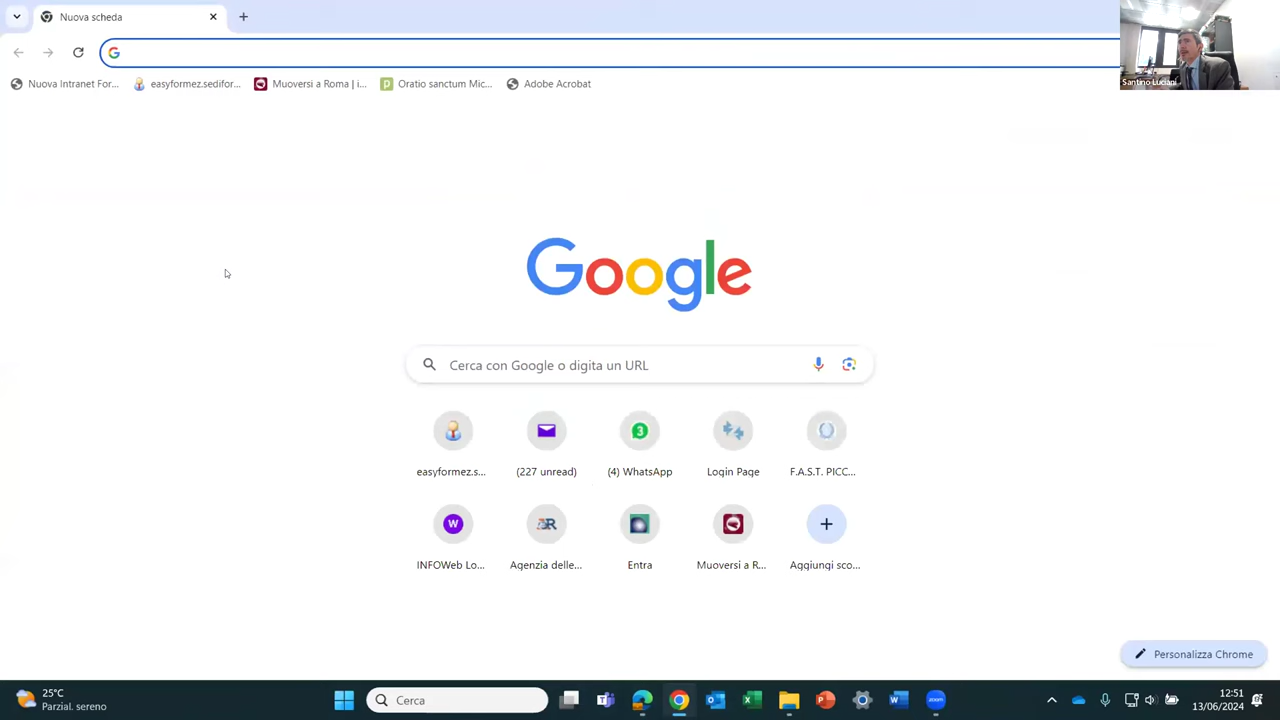 Nuova scheda
Nuova Intranet For...
easyformez.sedifor...
Muoversi a Roma | i...
Oratio sanctum Mic...
Adobe Acrobat
Santino Luciani
Google
Cerca con Google o digita un URL
easyformez.s...
(227 unread)
3
(4) WhatsApp
Login Page
F.A.S.T. PICC...
W
INFOWeb Lo...
Agenzia delle...
Entra
Muoversi a R...
Aggiungi sco...
Personalizza Chrome
25°C
Parzial. sereno
Cerca
zoom
12:51
13/06/2024